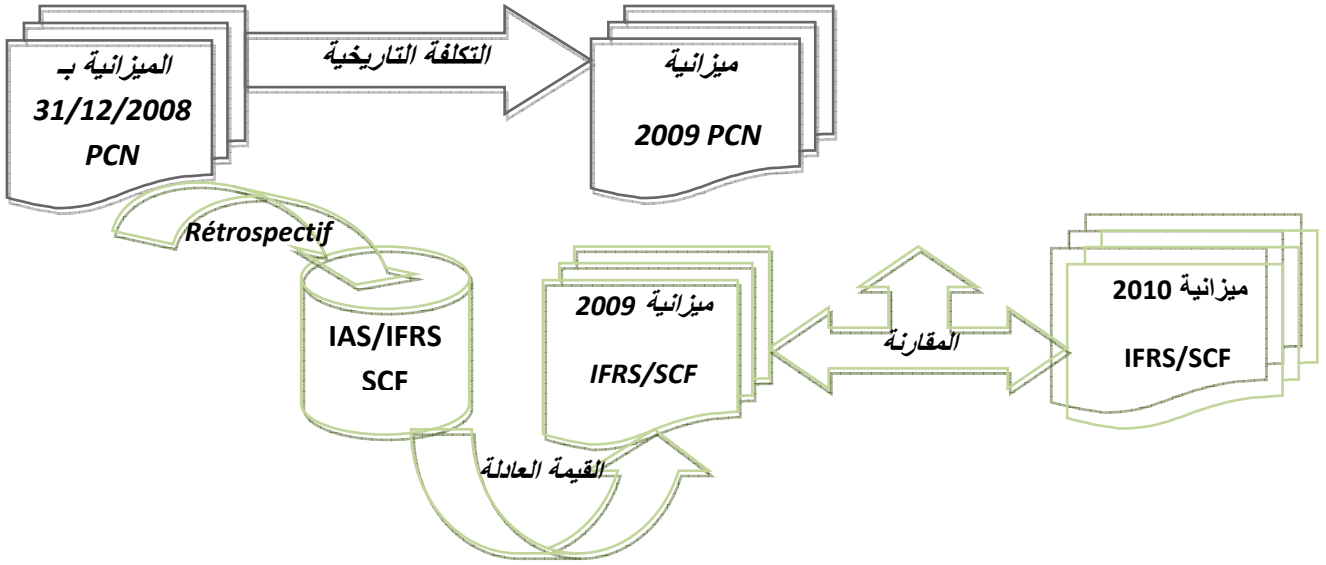 الميزانية بـ
31/12/2008
PCN
التكلفة التاريخية
ميزانية
2009 PCN
Rétrospectif
IAS/IFRS
SCF
ميزانية 2009
IFRS/SCF
المقارنة
ميزانية 2010
IFRS/SCF
القيمة العادلة